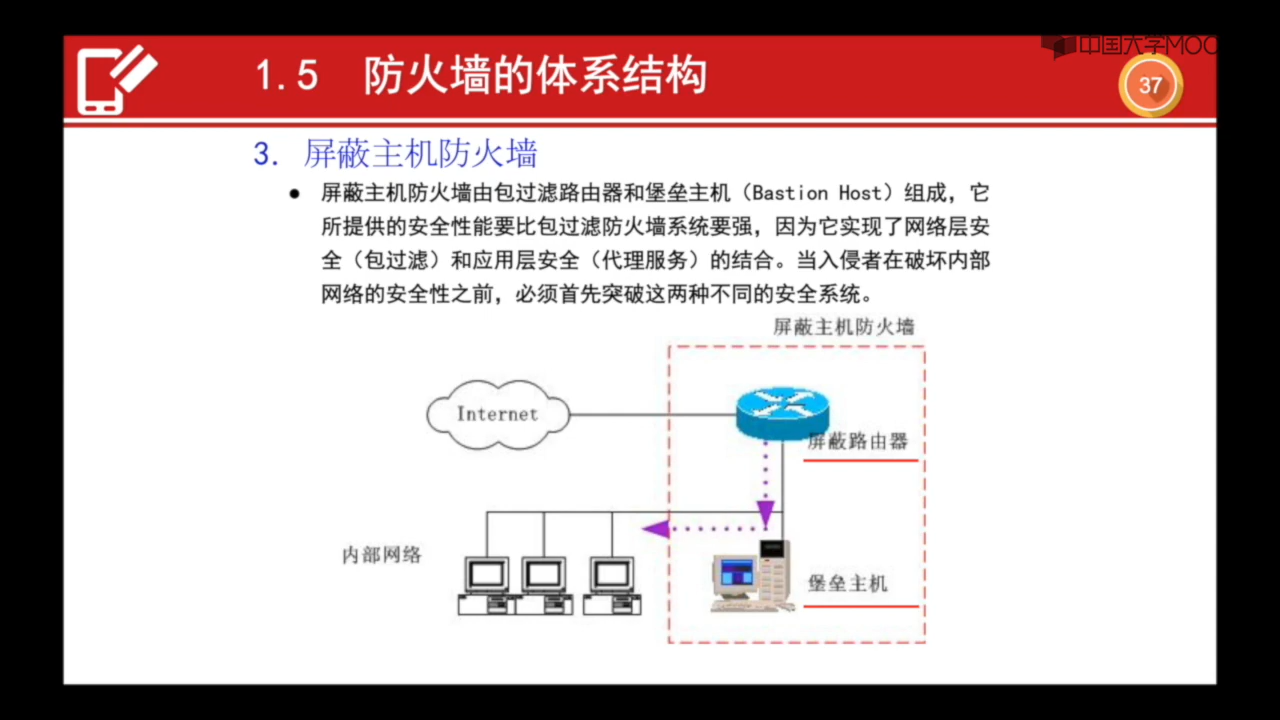 中国大学MOOC
1.5 防火墙的体系结构
37
3. 屏蔽主机防火墙
● 屏蔽主机防火墙由包过滤路由器和堡垒主机（Bastion Host）组成，它
所提供的安全性能要比包过滤防火墙系统要强，因为它实现了网络层安
全（包过滤）和应用层安全（代理服务）的结合。当入侵者在破坏内部
网络的安全性之前，必须首先突破这两种不同的安全系统。
屏蔽主机防火墙
Internet
屏蔽路由器
内部网络
堡垒主机